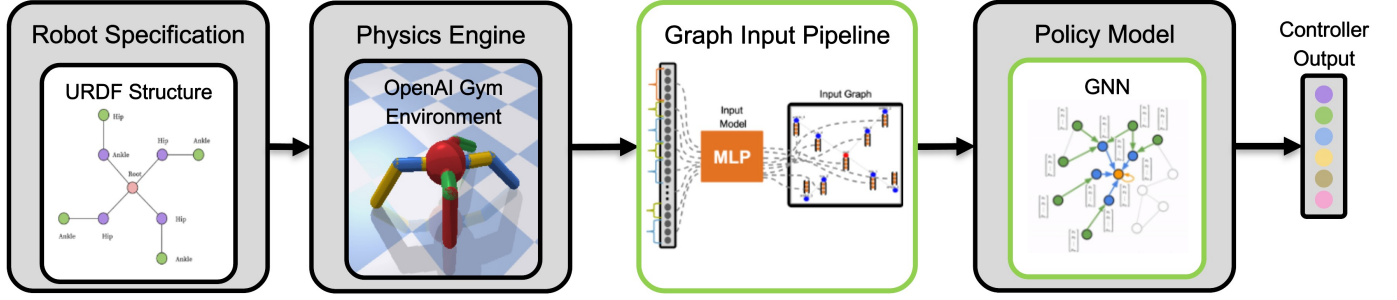 Robot Specification
URDF Structure
Hip
Ankle
Hip
Ankle
Root
Hip
Ankle
Hip
Ankle
Physics Engine
OpenAI Gym
Environment
Graph Input Pipeline
Input
Model
MLP
Input Graph
Policy Model
GNN
Controller
Output